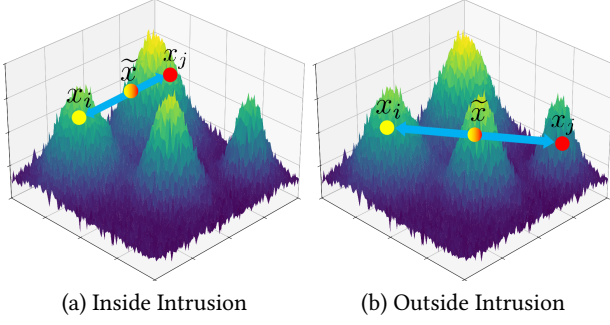 x_i x̃ x_j
x_i x̃ x_j
(a) Inside Intrusion
(b) Outside Intrusion